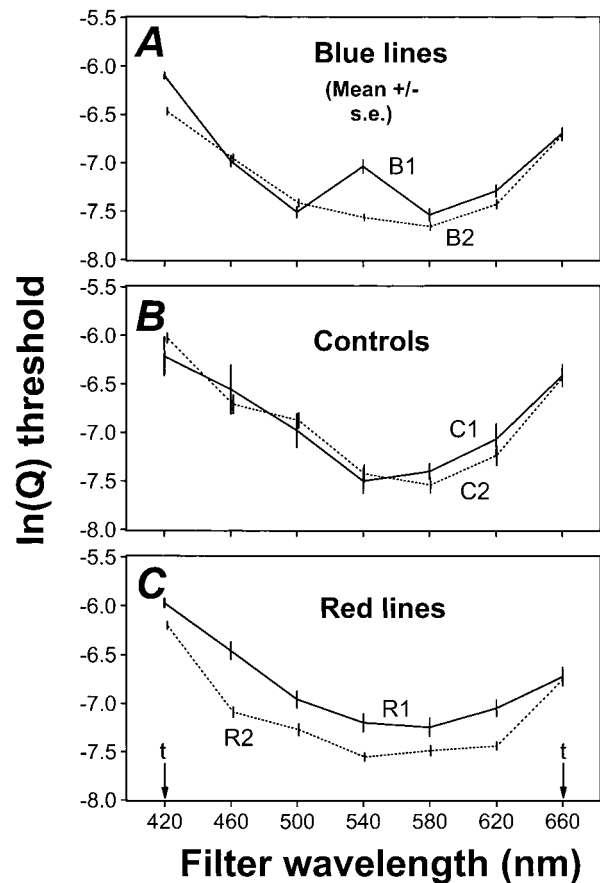 ln(Q) threshold
A
Blue lines
(Mean +/-
s.e.)
B1
B2
-5.5
-6.0
-6.5
-7.0
-7.5
-8.0
B
Controls
C1
C2
-5.5
-6.0
-6.5
-7.0
-7.5
-8.0
C
Red lines
R1
R2
t
t
-5.5
-6.0
-6.5
-7.0
-7.5
-8.0
420 460 500 540 580 620 660
Filter wavelength (nm)